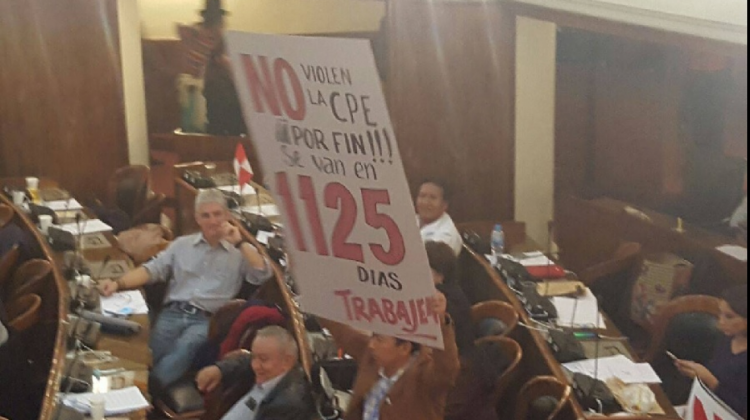 NO VIOLEN
LA CPE
¡¡¡POR FIN!!!
Se van en
1125
DIAS
TRABAJEN